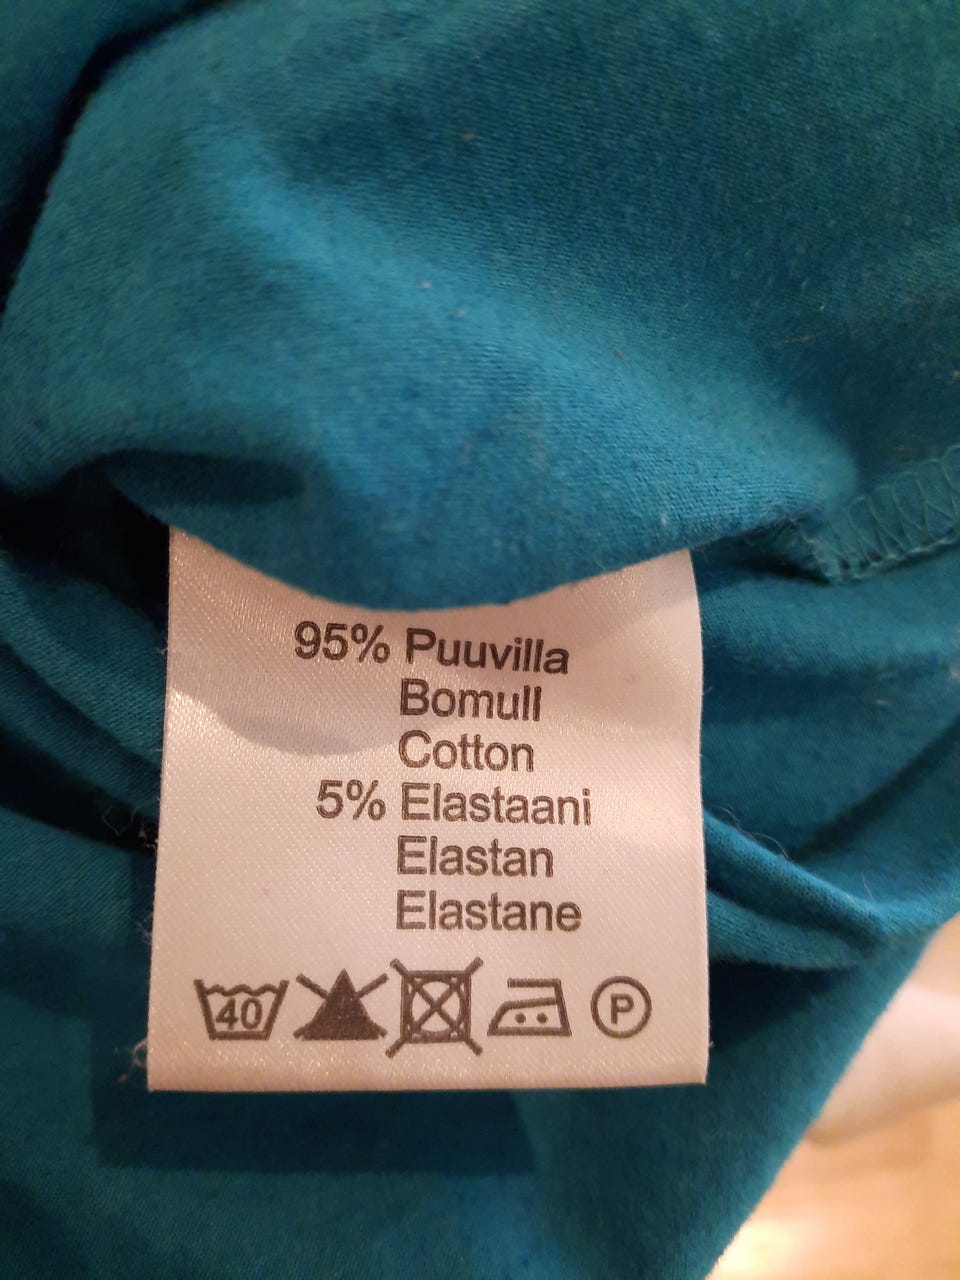 95% Puuvilla
Bomull
Cotton
5% Elastaani
Elastan
Elastane
40 P